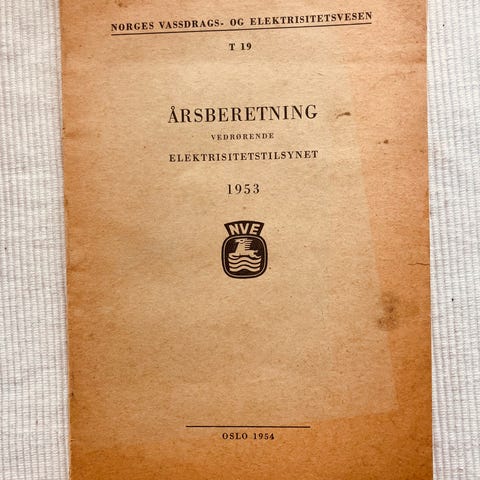 NORGES VASSDRAGS- OG ELEKTRISITETSVESEN
T 19
ÅRSBERETNING
VEDRØRENDE
ELEKTRISITETSTILSYNET
1953
NVE
OSLO 1954